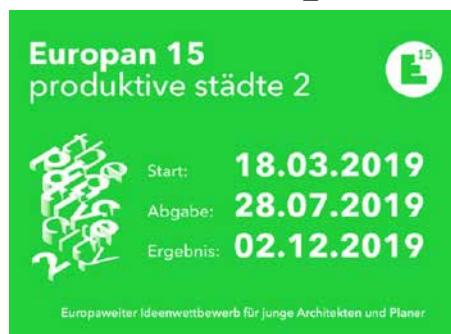 Europan 15
produktive städte 2
E15
Start: 18.03.2019
Abgabe: 28.07.2019
Ergebnis: 02.12.2019
Europaweiter Ideenwettbewerb für junge Architekten und Planer